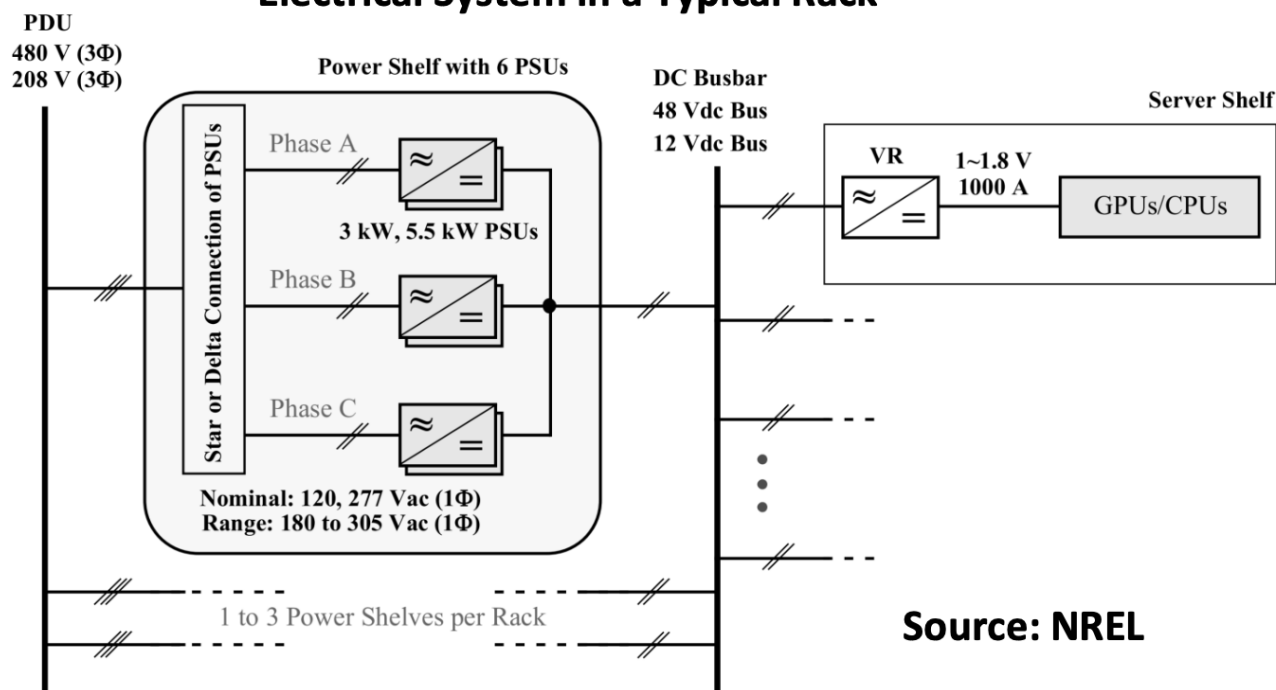 Electrical System in a Typical Rack
PDU
480 V (3Φ)
208 V (3Φ)
Power Shelf with 6 PSUs
Star or Delta Connection of PSUs
Phase A
3 kW, 5.5 kW PSUs
Phase B
Phase C
Nominal: 120, 277 Vac (1Φ)
Range: 180 to 305 Vac (1Φ)
1 to 3 Power Shelves per Rack
DC Busbar
48 Vdc Bus
12 Vdc Bus
Server Shelf
VR
1~1.8 V
1000 A
GPUs/CPUs
Source: NREL